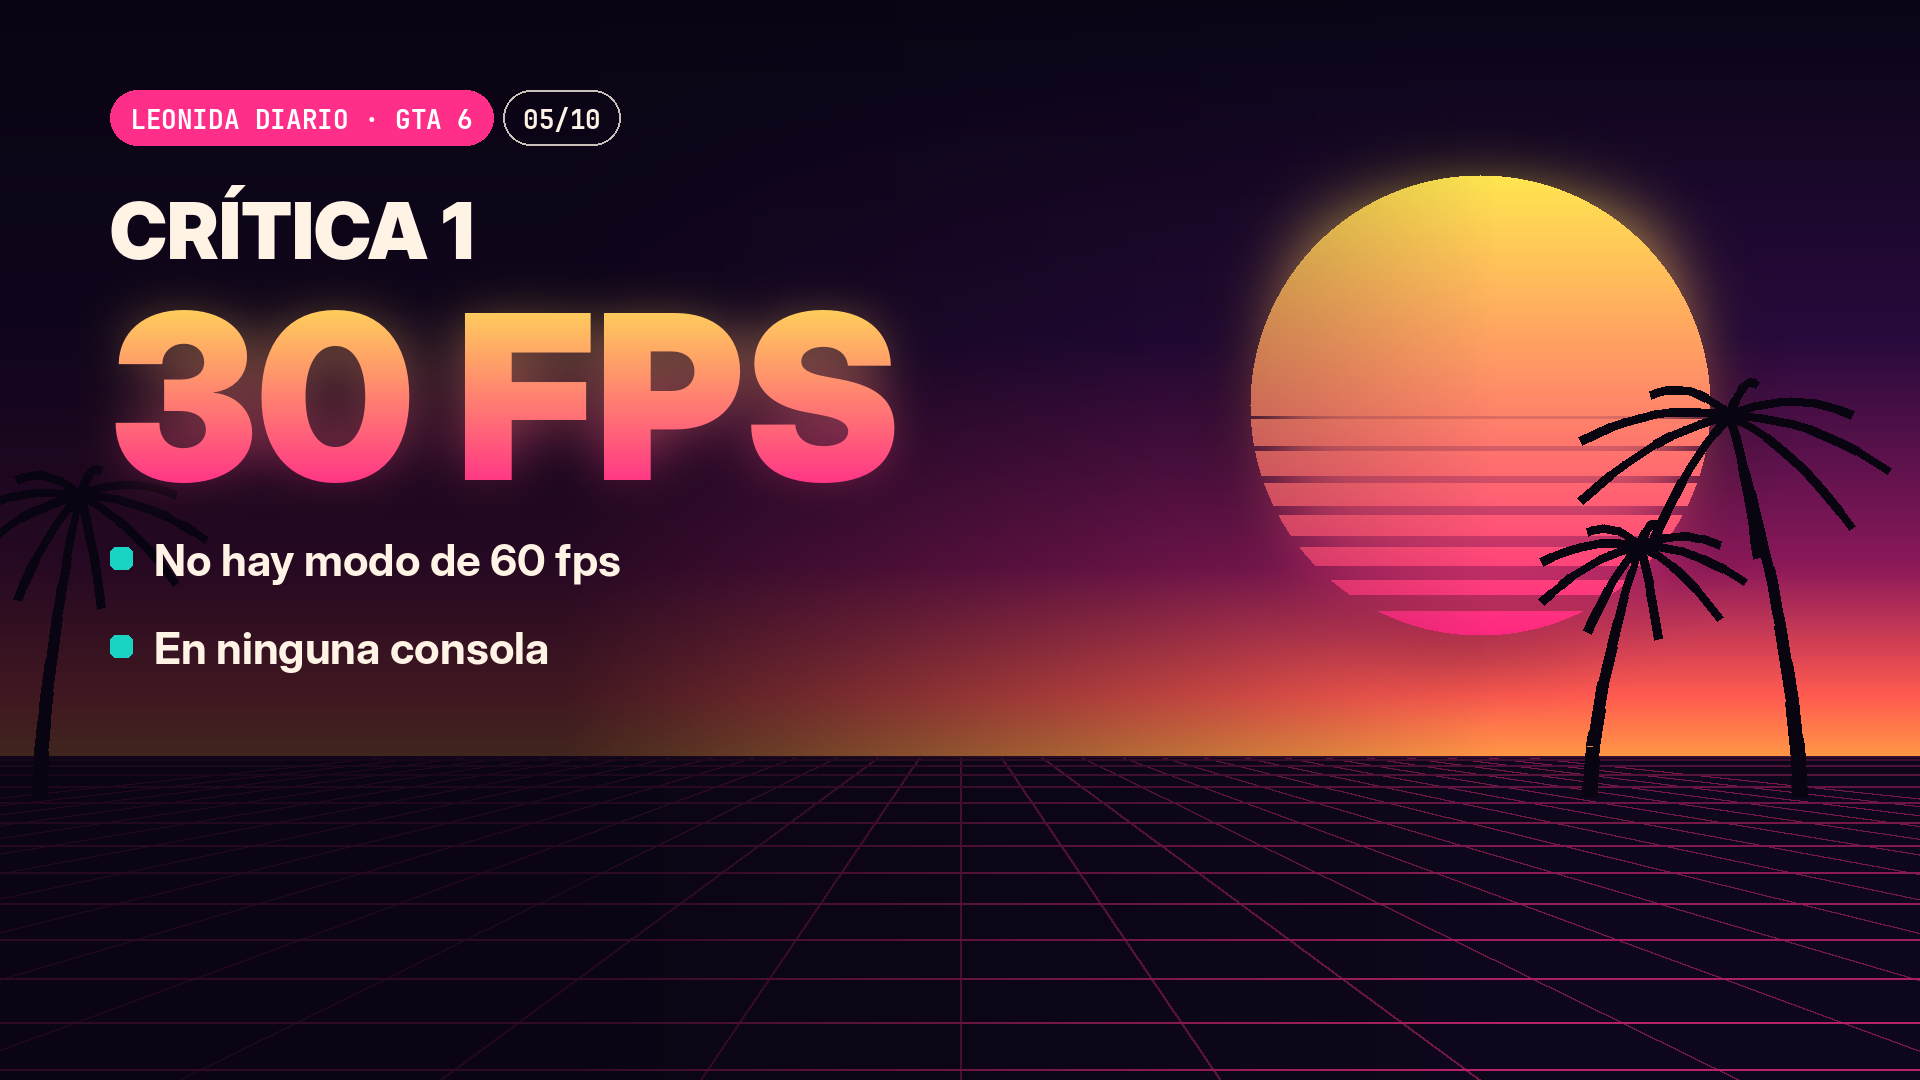 LEONIDA DIARIO · GTA 6
05/10
CRÍTICA 1
30 FPS
No hay modo de 60 fps
En ninguna consola